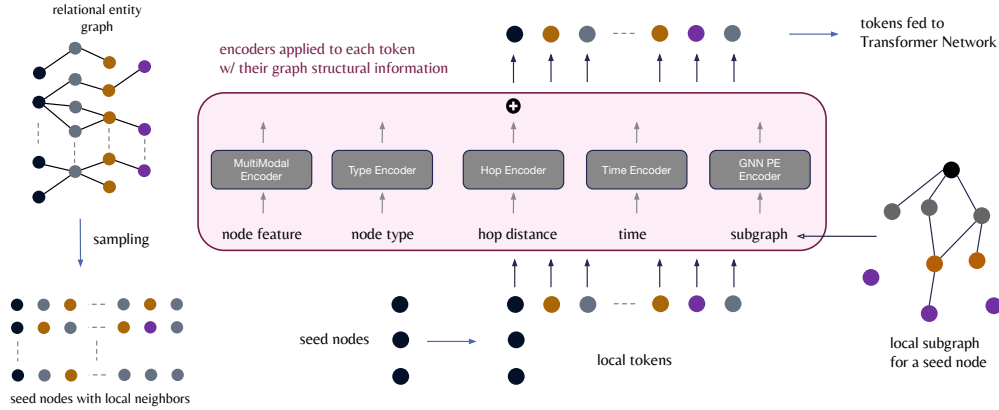 relational entity
graph
sampling
seed nodes with local neighbors
encoders applied to each token
w/ their graph structural information
tokens fed to
Transformer Network
MultiModal
Encoder
Type Encoder
Hop Encoder
Time Encoder
GNN PE
Encoder
node feature
node type
hop distance
time
subgraph
seed nodes
local tokens
local subgraph
for a seed node